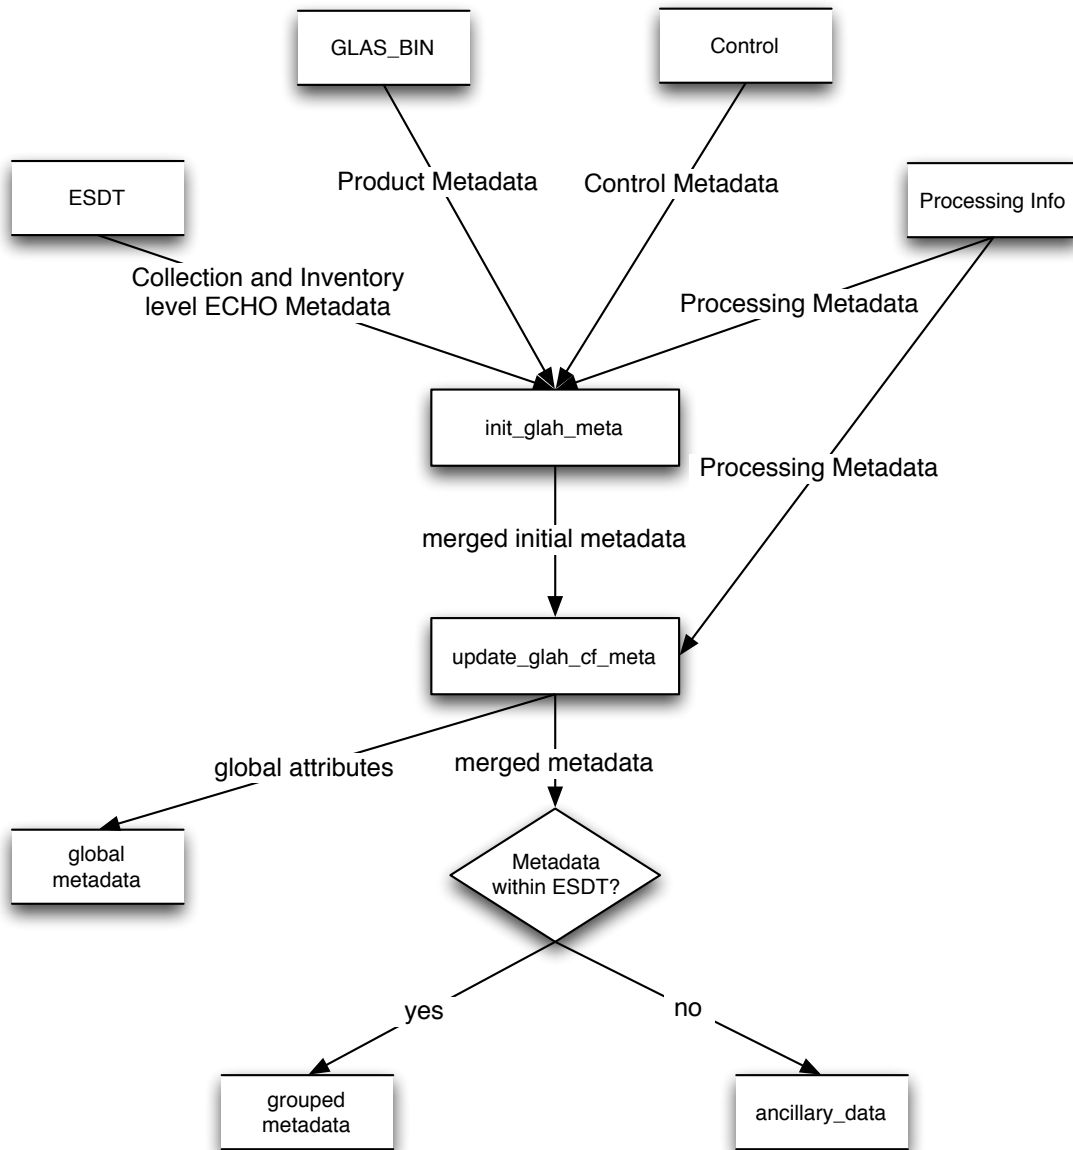 GLAS_BIN
Control
ESDT
Product Metadata
Control Metadata
Processing Info
Collection and Inventory
level ECHO Metadata
Processing Metadata
init_glah_meta
Processing Metadata
merged initial metadata
update_glah_cf_meta
global attributes
merged metadata
global
metadata
Metadata
within ESDT?
yes
no
grouped
metadata
ancillary_data